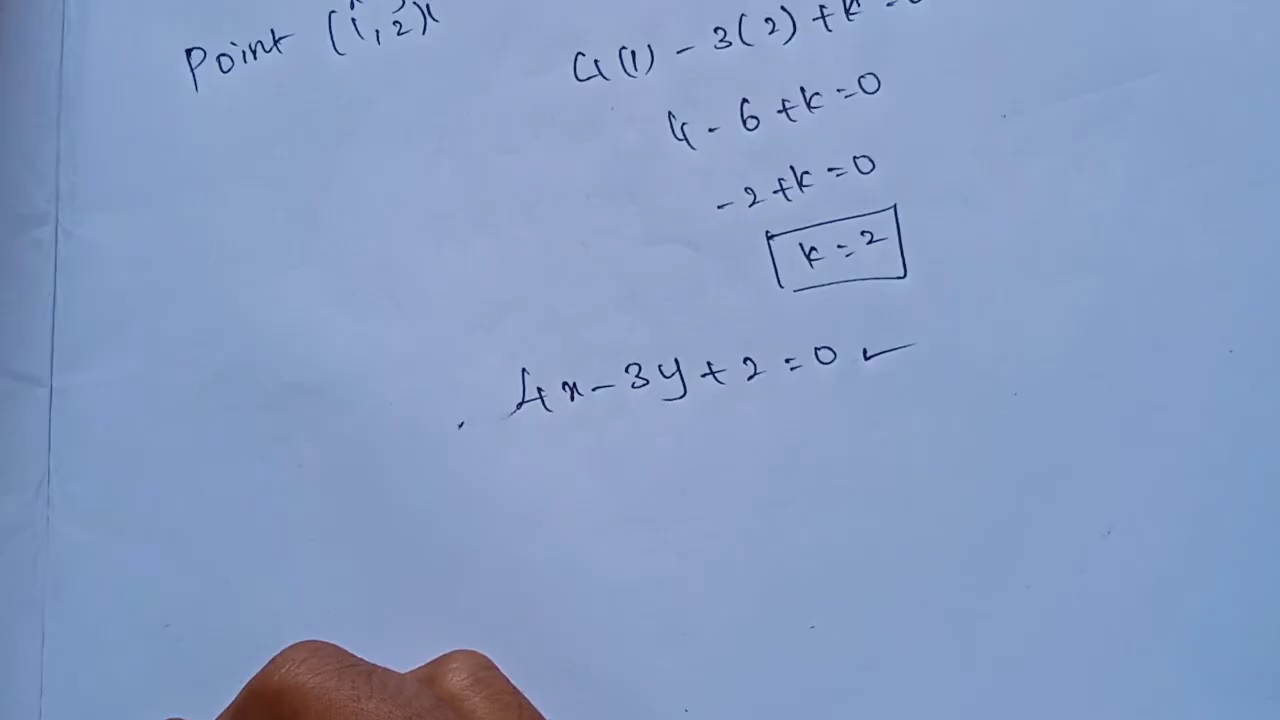 Point (1,2)
4(1) - 3(2) + k =
4 - 6 + k = 0
-2 + k = 0
k = 2
4x - 3y + 2 = 0 ✓